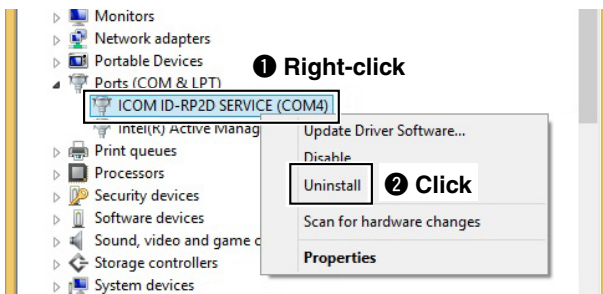 Monitors
Network adapters
Portable Devices
❶ Right-click
Ports (COM & LPT)
ICOM ID-RP2D SERVICE (COM4)
Intel(R) Active Manag
Update Driver Software...
Print queues
Disable
Processors
Uninstall ❷ Click
Security devices
Software devices
Scan for hardware changes
Sound, video and game c
Storage controllers
Properties
System devices